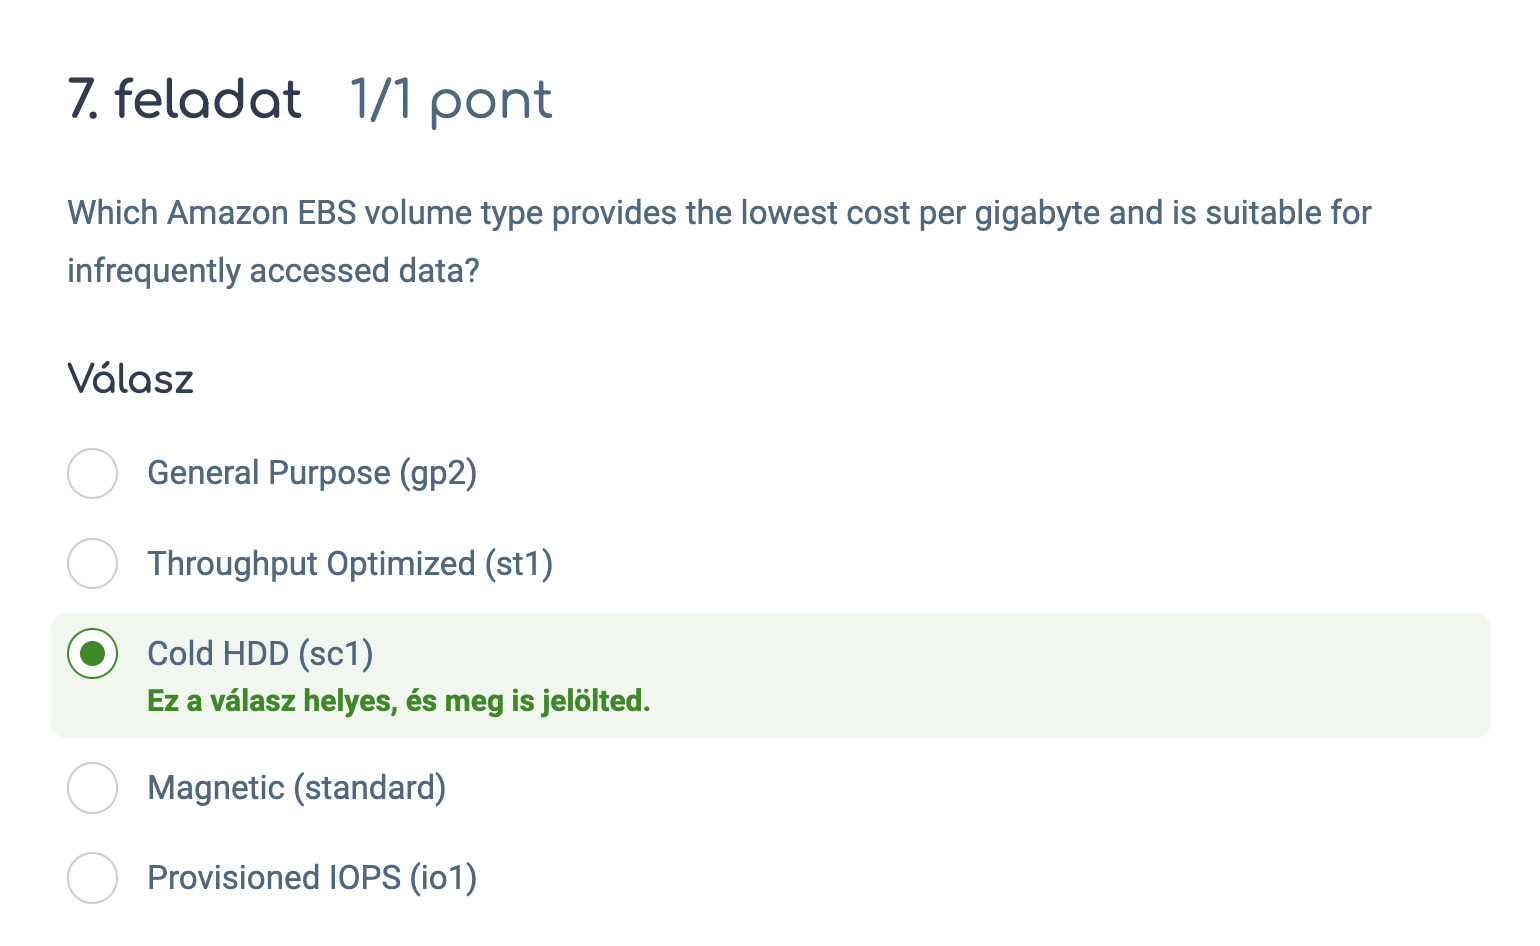 7. feladat 1/1 pont
Which Amazon EBS volume type provides the lowest cost per gigabyte and is suitable for
infrequently accessed data?
Válasz
General Purpose (gp2)
Throughput Optimized (st1)
Cold HDD (sc1)
Ez a válasz helyes, és meg is jelölted.
Magnetic (standard)
Provisioned IOPS (io1)